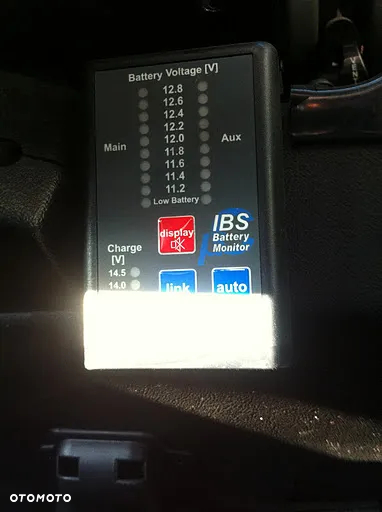 Battery Voltage [V]
12.8
12.6
12.4
12.2
Main 12.0 Aux
11.8
11.6
11.4
11.2
Low Battery
display
IBS
Battery
Monitor
Charge
[V]
14.5
14.0
link
auto
OTOMOTO